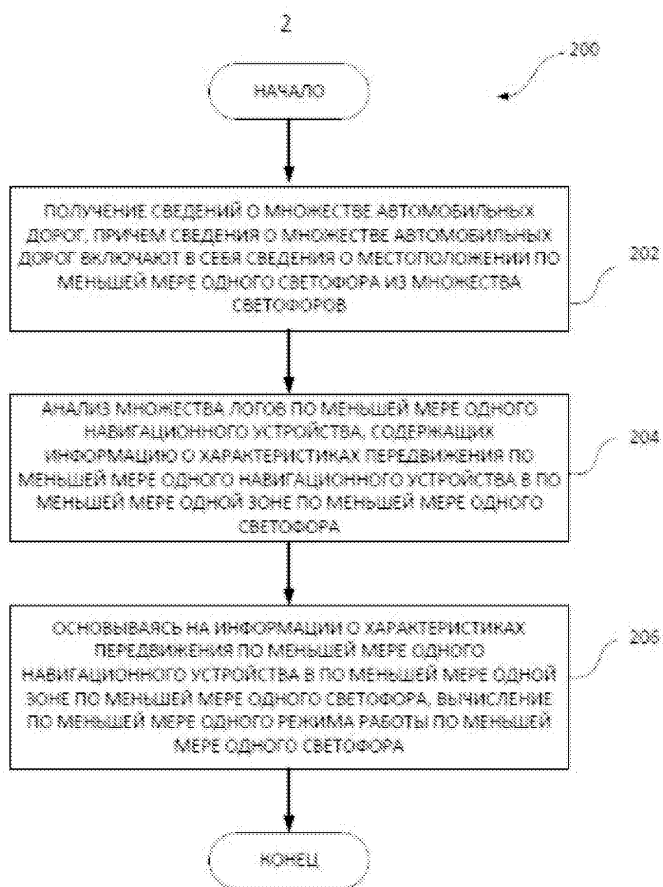 2
200
НАЧАЛО
ПОЛУЧЕНИЕ СВЕДЕНИЙ О МНОЖЕСТВЕ АВТОМОБИЛЬНЫХ
ДОРОГ, ПРИЧЕМ СВЕДЕНИЯ О МНОЖЕСТВЕ АВТОМОБИЛЬНЫХ
ДОРОГ ВКЛЮЧАЮТ В СЕБЯ СВЕДЕНИЯ О МЕСТОПОЛОЖЕНИИ ПО
МЕНЬШЕЙ МЕРЕ ОДНОГО СВЕТОФОРА ИЗ МНОЖЕСТВА
СВЕТОФОРОВ
202
АНАЛИЗ МНОЖЕСТВА ЛОГОВ ПО МЕНЬШЕЙ МЕРЕ ОДНОГО
НАВИГАЦИОННОГО УСТРОЙСТВА, СОДЕРЖАЩИХ
ИНФОРМАЦИЮ О ХАРАКТЕРИСТИКАХ ПЕРЕДВИЖЕНИЯ ПО
МЕНЬШЕЙ МЕРЕ ОДНОГО НАВИГАЦИОННОГО УСТРОЙСТВА В ПО
МЕНЬШЕЙ МЕРЕ ОДНОЙ ЗОНЕ ПО МЕНЬШЕЙ МЕРЕ ОДНОГО
СВЕТОФОРА
204
ОСНОВЫВАЯСЬ НА ИНФОРМАЦИИ О ХАРАКТЕРИСТИКАХ
ПЕРЕДВИЖЕНИЯ ПО МЕНЬШЕЙ МЕРЕ ОДНОГО
НАВИГАЦИОННОГО УСТРОЙСТВА В ПО МЕНЬШЕЙ МЕРЕ ОДНОЙ
ЗОНЕ ПО МЕНЬШЕЙ МЕРЕ ОДНОГО СВЕТОФОРА, ВЫЧИСЛЕНИЕ
ПО МЕНЬШЕЙ МЕРЕ ОДНОГО РЕЖИМА РАБОТЫ ПО МЕНЬШЕЙ
МЕРЕ ОДНОГО СВЕТОФОРА
206
КОНЕЦ